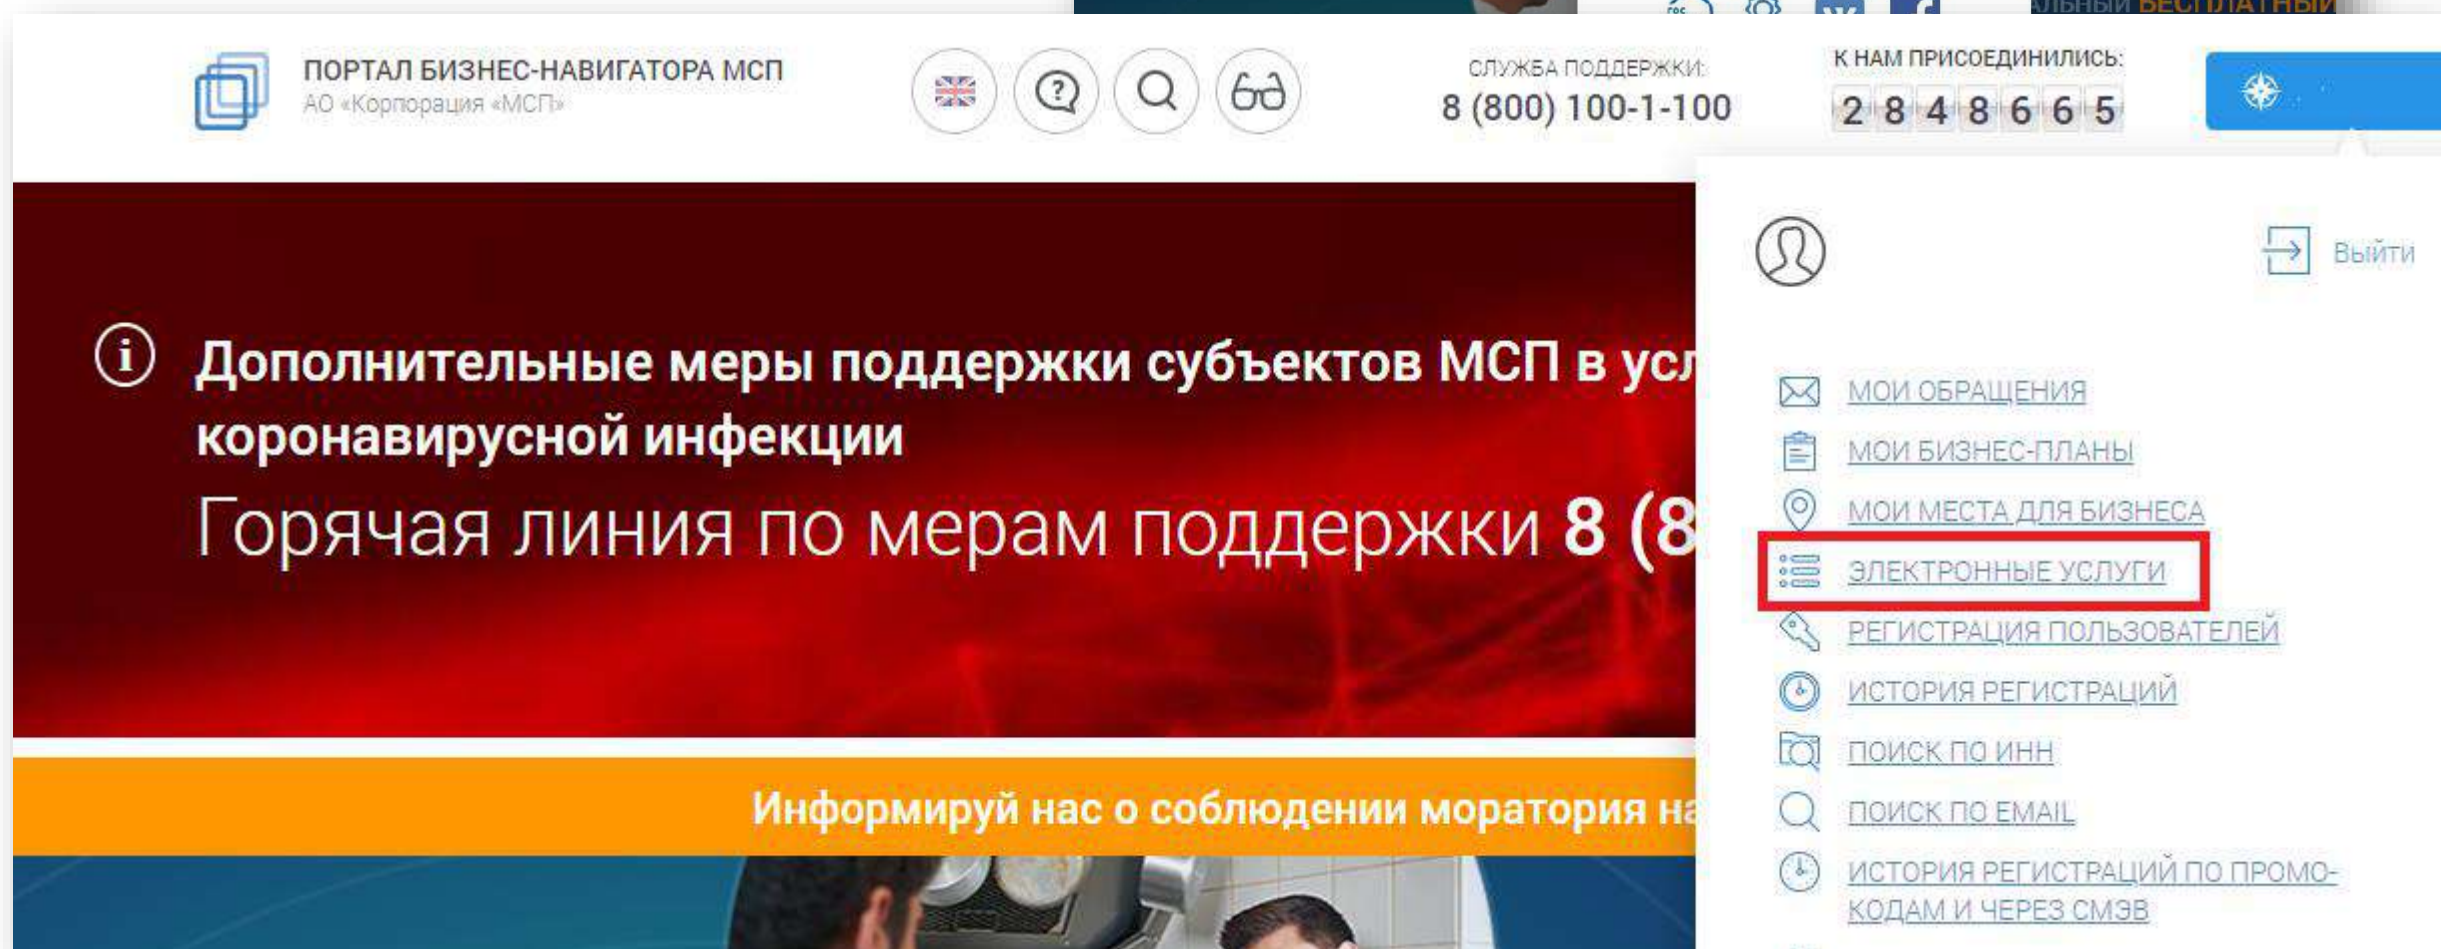 АЛЬНЫЙ БЕСПЛАТНЫЙ
ПОРТАЛ БИЗНЕС-НАВИГАТОРА МСП
АО «Корпорация «МСП»
СЛУЖБА ПОДДЕРЖКИ:
8 (800) 100-1-100
К НАМ ПРИСОЕДИНИЛИСЬ:
2848665
Выйти
Дополнительные меры поддержки субъектов МСП в усл
коронавирусной инфекции
Горячая линия по мерам поддержки 8 (8
Информируй нас о соблюдении моратория на
МОИ ОБРАЩЕНИЯ
МОИ БИЗНЕС-ПЛАНЫ
МОИ МЕСТА ДЛЯ БИЗНЕСА
ЭЛЕКТРОННЫЕ УСЛУГИ
РЕГИСТРАЦИЯ ПОЛЬЗОВАТЕЛЕЙ
ИСТОРИЯ РЕГИСТРАЦИЙ
ПОИСК ПО ИНН
ПОИСК ПО EMAIL
ИСТОРИЯ РЕГИСТРАЦИЙ ПО ПРОМО-
КОДАМ И ЧЕРЕЗ СМЭВ